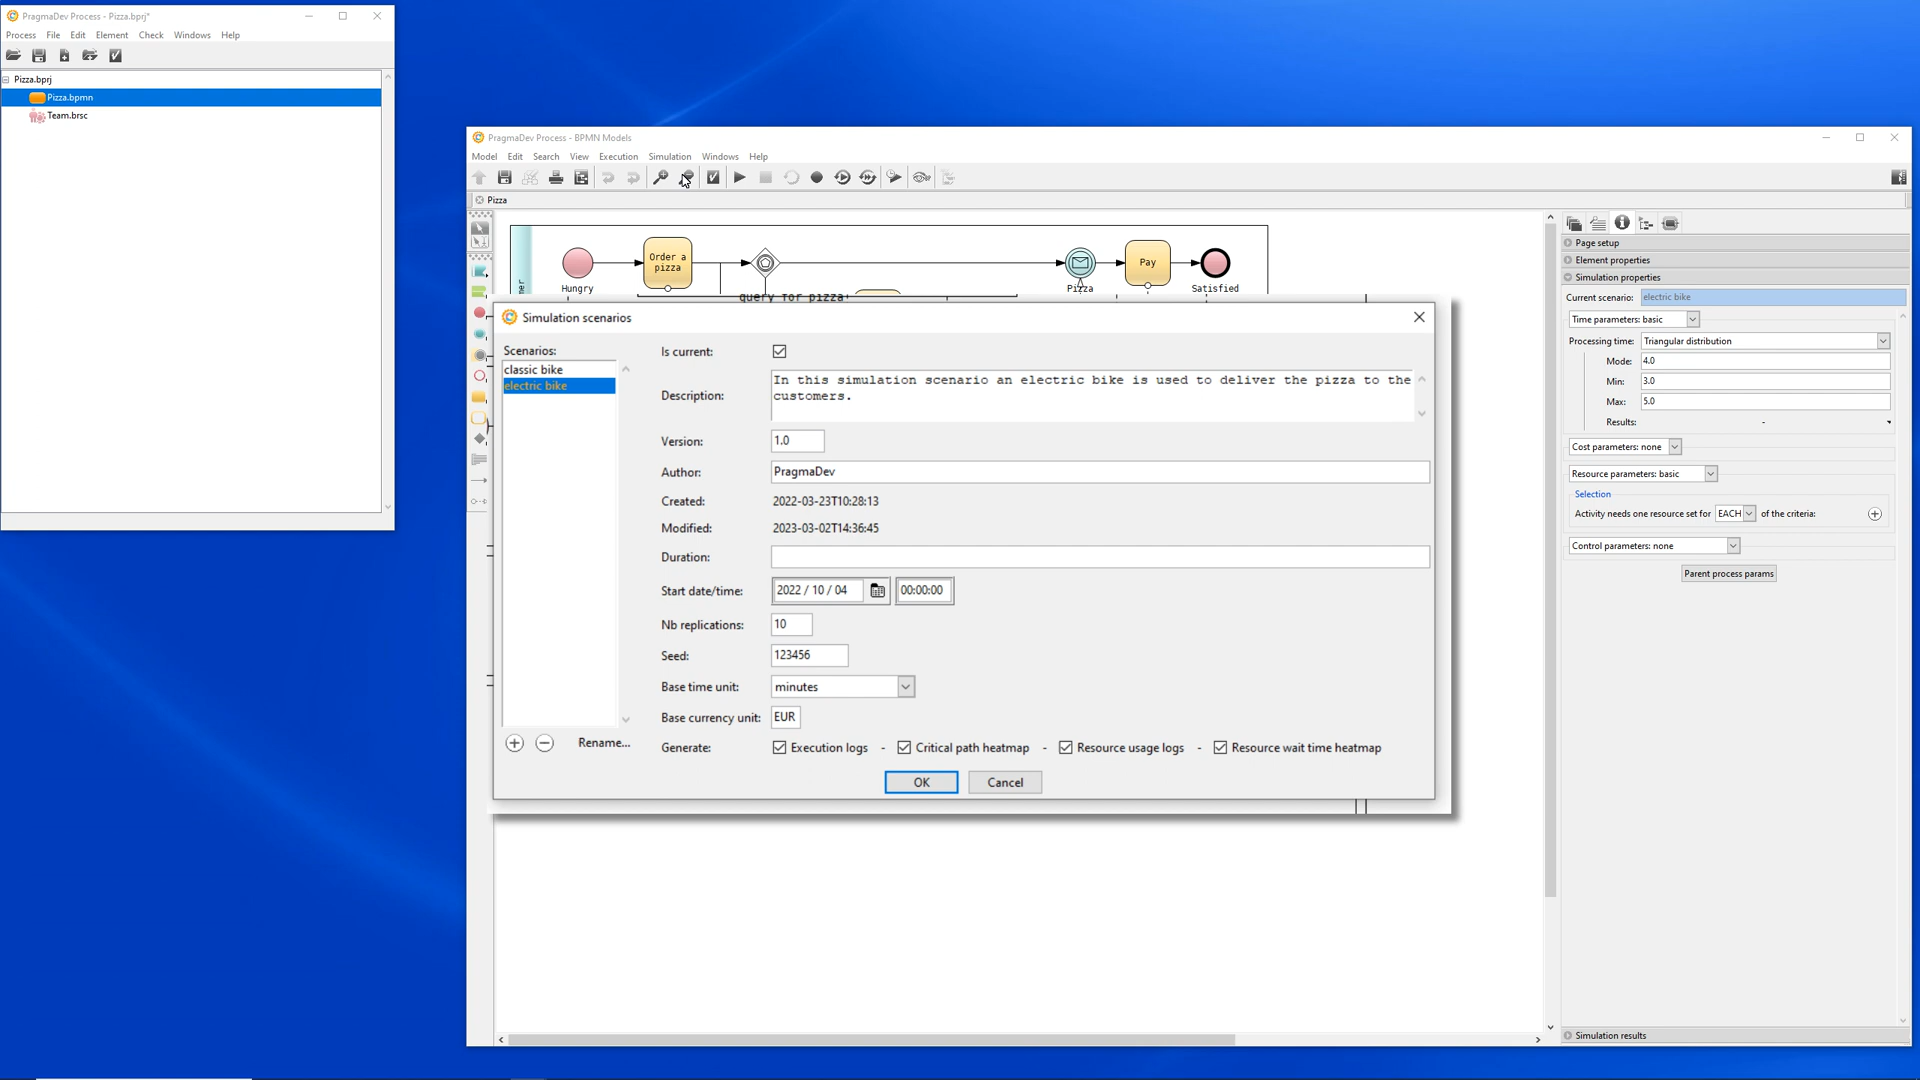 PragmaDev Process - Pizza.bprj*
Process File Edit Element Check Windows Help
Pizza.bprj
Pizza.bpmn
Team.brsc
PragmaDev Process - BPMN Models
Model Edit Search View Execution Simulation Windows Help
Pizza
Order a
pizza
Pay
Hungry
Pizza
Satisfied
query for pizza
Simulation scenarios
Scenarios:
classic bike
electric bike
Rename...
Is current:
Description:
In this simulation scenario an electric bike is used to deliver the pizza to the
customers.
Version: 1.0
Author: PragmaDev
Created: 2022-03-23T10:28:13
Modified: 2023-03-02T14:36:45
Duration:
Start date/time: 2022 / 10 / 04 00:00:00
Nb replications: 10
Seed: 123456
Base time unit: minutes
Base currency unit: EUR
Generate: Execution logs - Critical path heatmap - Resource usage logs - Resource wait time heatmap
OK Cancel
Page setup
Element properties
Simulation properties
Current scenario: electric bike
Time parameters: basic
Processing time: Triangular distribution
Mode: 4.0
Min: 3.0
Max: 5.0
Results: -
Cost parameters: none
Resource parameters: basic
Selection
Activity needs one resource set for EACH of the criteria:
Control parameters: none
Parent process params
Simulation results